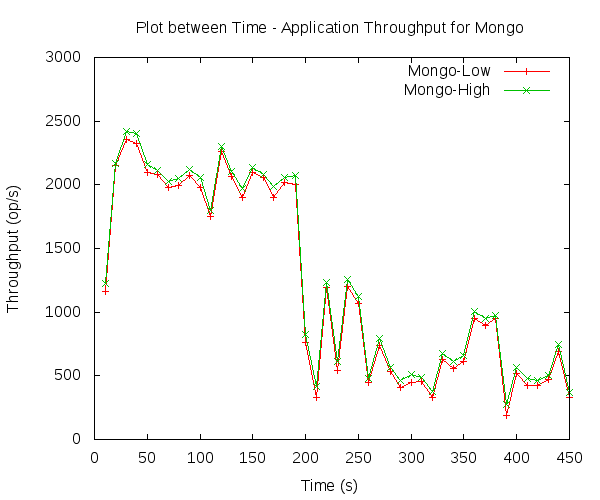 Plot between Time - Application Throughput for Mongo
3000
2500
2000
1500
1000
500
0
Throughput (op/s)
Mongo-Low
Mongo-High
0 50 100 150 200 250 300 350 400 450
Time (s)